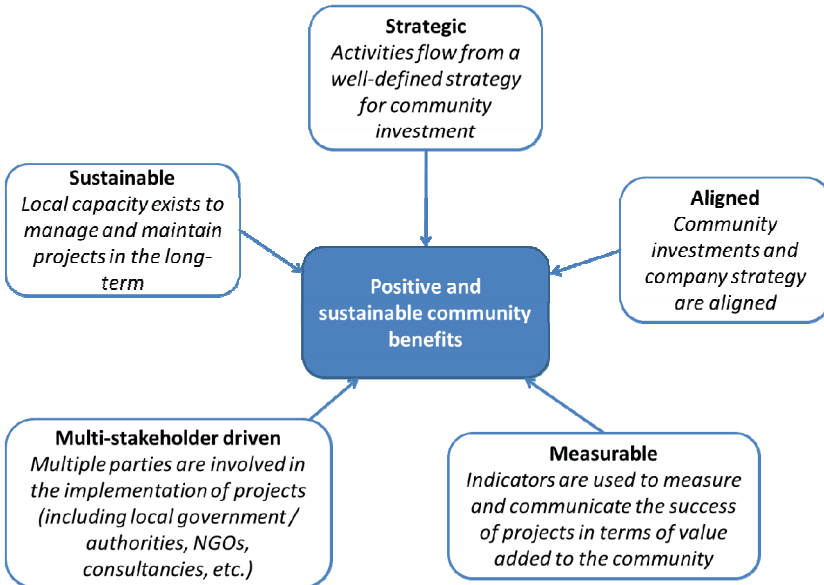 Strategic
Activities flow from a
well-defined strategy
for community
investment
Sustainable
Local capacity exists to
manage and maintain
projects in the long-
term
Aligned
Community
investments and
company strategy
are aligned
Positive and
sustainable community
benefits
Multi-stakeholder driven
Multiple parties are involved in
the implementation of projects
(including local government /
authorities, NGOs,
consultancies, etc.)
Measurable
Indicators are used to measure
and communicate the success
of projects in terms of value
added to the community